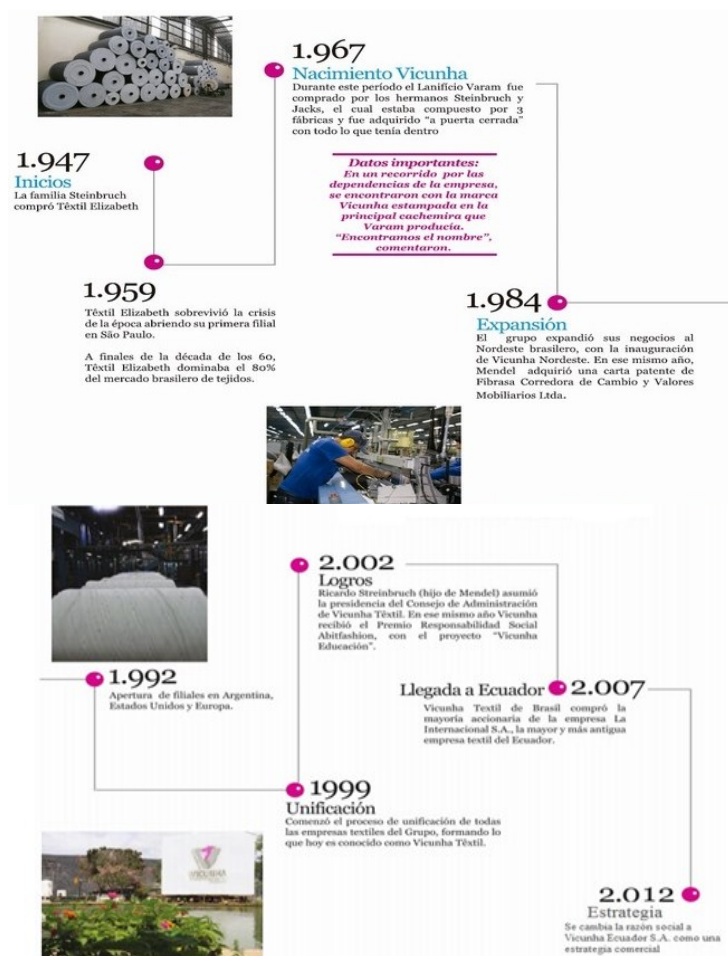 1.947
Inicios
La familia Steinbruch
compró Têxtil Elizabeth
1.959
Têxtil Elizabeth sobrevivió la crisis
de la época abriendo su primera filial
en São Paulo.
A finales de la década de los 60,
Têxtil Elizabeth dominaba el 80%
del mercado brasilero de tejidos.
1.967
Nacimiento Vicunha
Durante este período el Lanifício Varam fue
comprado por los hermanos Steinbruch y
Jacks, el cual estaba compuesto por 3
fábricas y fue adquirido “a puerta cerrada”
con todo lo que tenía dentro
Datos importantes:
En un recorrido por las
dependencias de la empresa,
se encontraron con la marca
Vicunha estampada en la
principal cachemira que
Varam producía.
“Encontramos el nombre”,
comentaron.
1.984
Expansión
El grupo expandió sus negocios al
Nordeste brasilero, con la inauguración
de Vicunha Nordeste. En ese mismo año,
Mendel adquirió una carta patente de
Fibrasa Corredora de Cambio y Valores
Mobiliarios Ltda.
1.992
Apertura de filiales en Argentina,
Estados Unidos y Europa.
1999
Unificación
Comenzó el proceso de unificación de todas
las empresas textiles del Grupo, formando lo
que hoy es conocido como Vicunha Têxtil.
2.002
Logros
Ricardo Streinbruch (hijo de Mendel) asumió
la presidencia del Consejo de Administración
de Vicunha Têxtil. En ese mismo año Vicunha
recibió el Premio Responsabilidad Social
Abitfashion, con el proyecto “Vicunha
Educación”.
Llegada a Ecuador 2.007
Vicunha Textil de Brasil compró la
mayoría accionaria de la empresa La
Internacional S.A., la mayor y más antigua
empresa textil del Ecuador.
2.012
Estrategia
Se cambia la razón social a
Vicunha Ecuador S.A. como una
estrategia comercial
VICUNHA